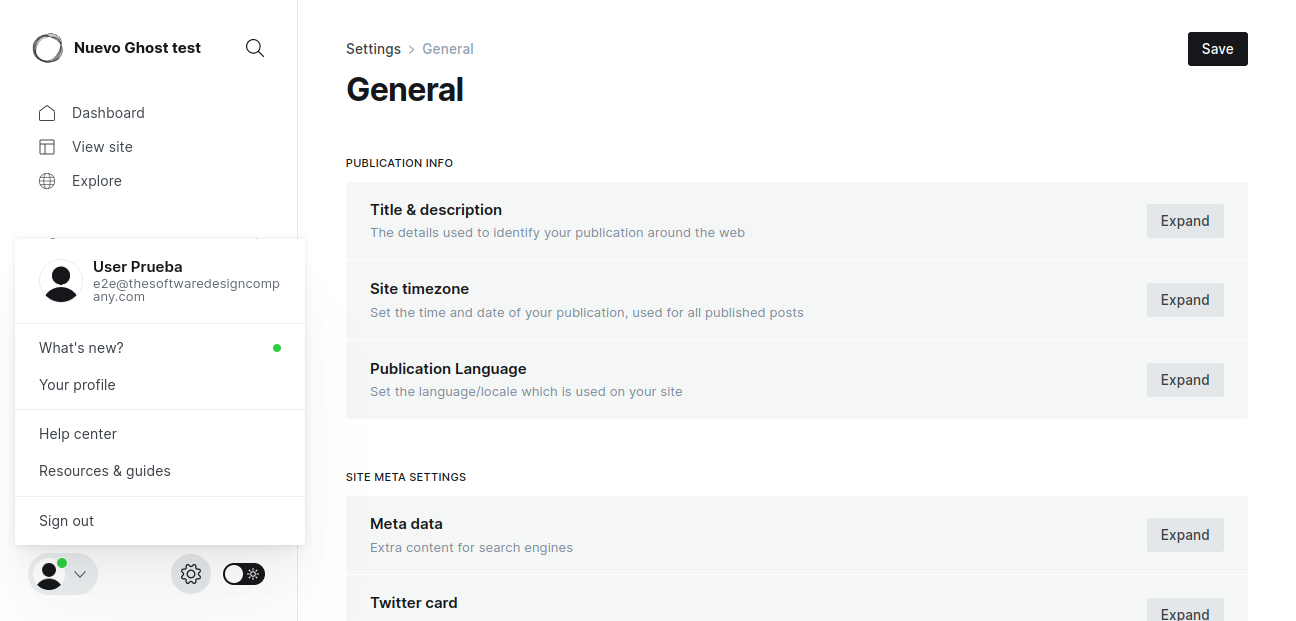 Nuevo Ghost test
Dashboard
View site
Explore
User Prueba
e2e@thesoftwaredesigncomp
any.com
What's new?
Your profile
Help center
Resources & guides
Sign out
Settings > General
Save
General
PUBLICATION INFO
Title & description
The details used to identify your publication around the web
Expand
Site timezone
Set the time and date of your publication, used for all published posts
Expand
Publication Language
Set the language/locale which is used on your site
Expand
SITE META SETTINGS
Meta data
Extra content for search engines
Expand
Twitter card
Expand